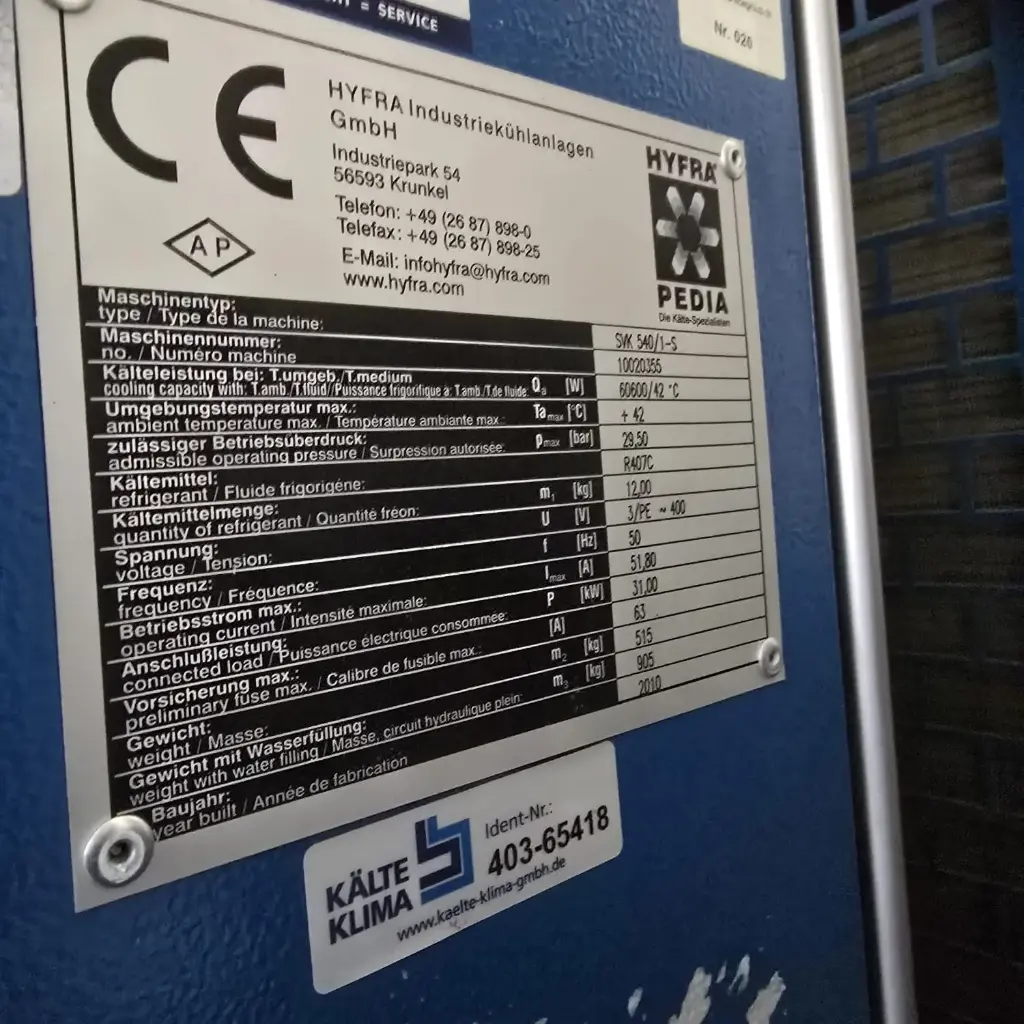 = SERVICE
Nr. 020
CE
HYFRA Industriekühlanlagen
GmbH
Industriepark 54
56593 Krunkel
Telefon: +49 (26 87) 898-0
Telefax: +49 (26 87) 898-25
E-Mail: infohyfra@hyfra.com
www.hyfra.com
AP
HYFRA
PEDIA
Die Kälte-Spezialisten
Maschinentyp:
type / Type de la machine: SVK 540/1-S
Maschinennummer:
no. / Numéro machine 10020355
Kälteleistung bei: T.umgeb./T.medium
cooling capacity with: T.amb./T.fluid//Puissance frigorifique à: T.amb./T.de fluide: [W] 60600/42 °C
Umgebungstemperatur max.:
ambient temperature max. / Température ambiante max.: Ta max [°C] + 42
zulässiger Betriebsüberdruck:
admissible operating pressure / Surpression autorisée: pmax [bar] 29,50
Kältemittel:
refrigerant / Fluide frigorigéne: R407C
Kältemittelmenge:
quantity of refrigerant / Quantité fréon: m1 [kg] 12,00
Spannung:
voltage / Tension: U [V] 3/PE ~ 400
Frequenz:
frequency / Fréquence: f [Hz] 50
Betriebsstrom max.:
operating current / Intensité maximale: Imax [A] 51,80
Anschlußleistung:
connected load / Puissance électrique consommée: P [kW] 31,00
Vorsicherung max.:
preliminary fuse max. / Calibre de fusible max.: [A] 63
Gewicht:
weight / Masse: m2 [kg] 515
Gewicht mit Wasserfüllung:
weight with water filling / Masse, circuit hydraulique plein: m3 [kg] 905
Baujahr:
year built / Année de fabrication 2010
KÄLTE
KLIMA
Ident-Nr.:
403-65418
www.kaelte-klima-gmbh.de